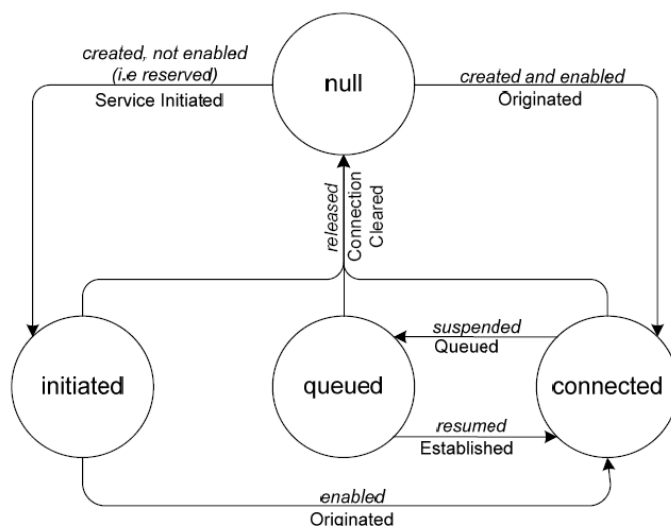 created, not enabled
(i.e reserved)
Service Initiated
null
created and enabled
Originated
released
Connection
Cleared
initiated
queued
connected
suspended
Queued
resumed
Established
enabled
Originated